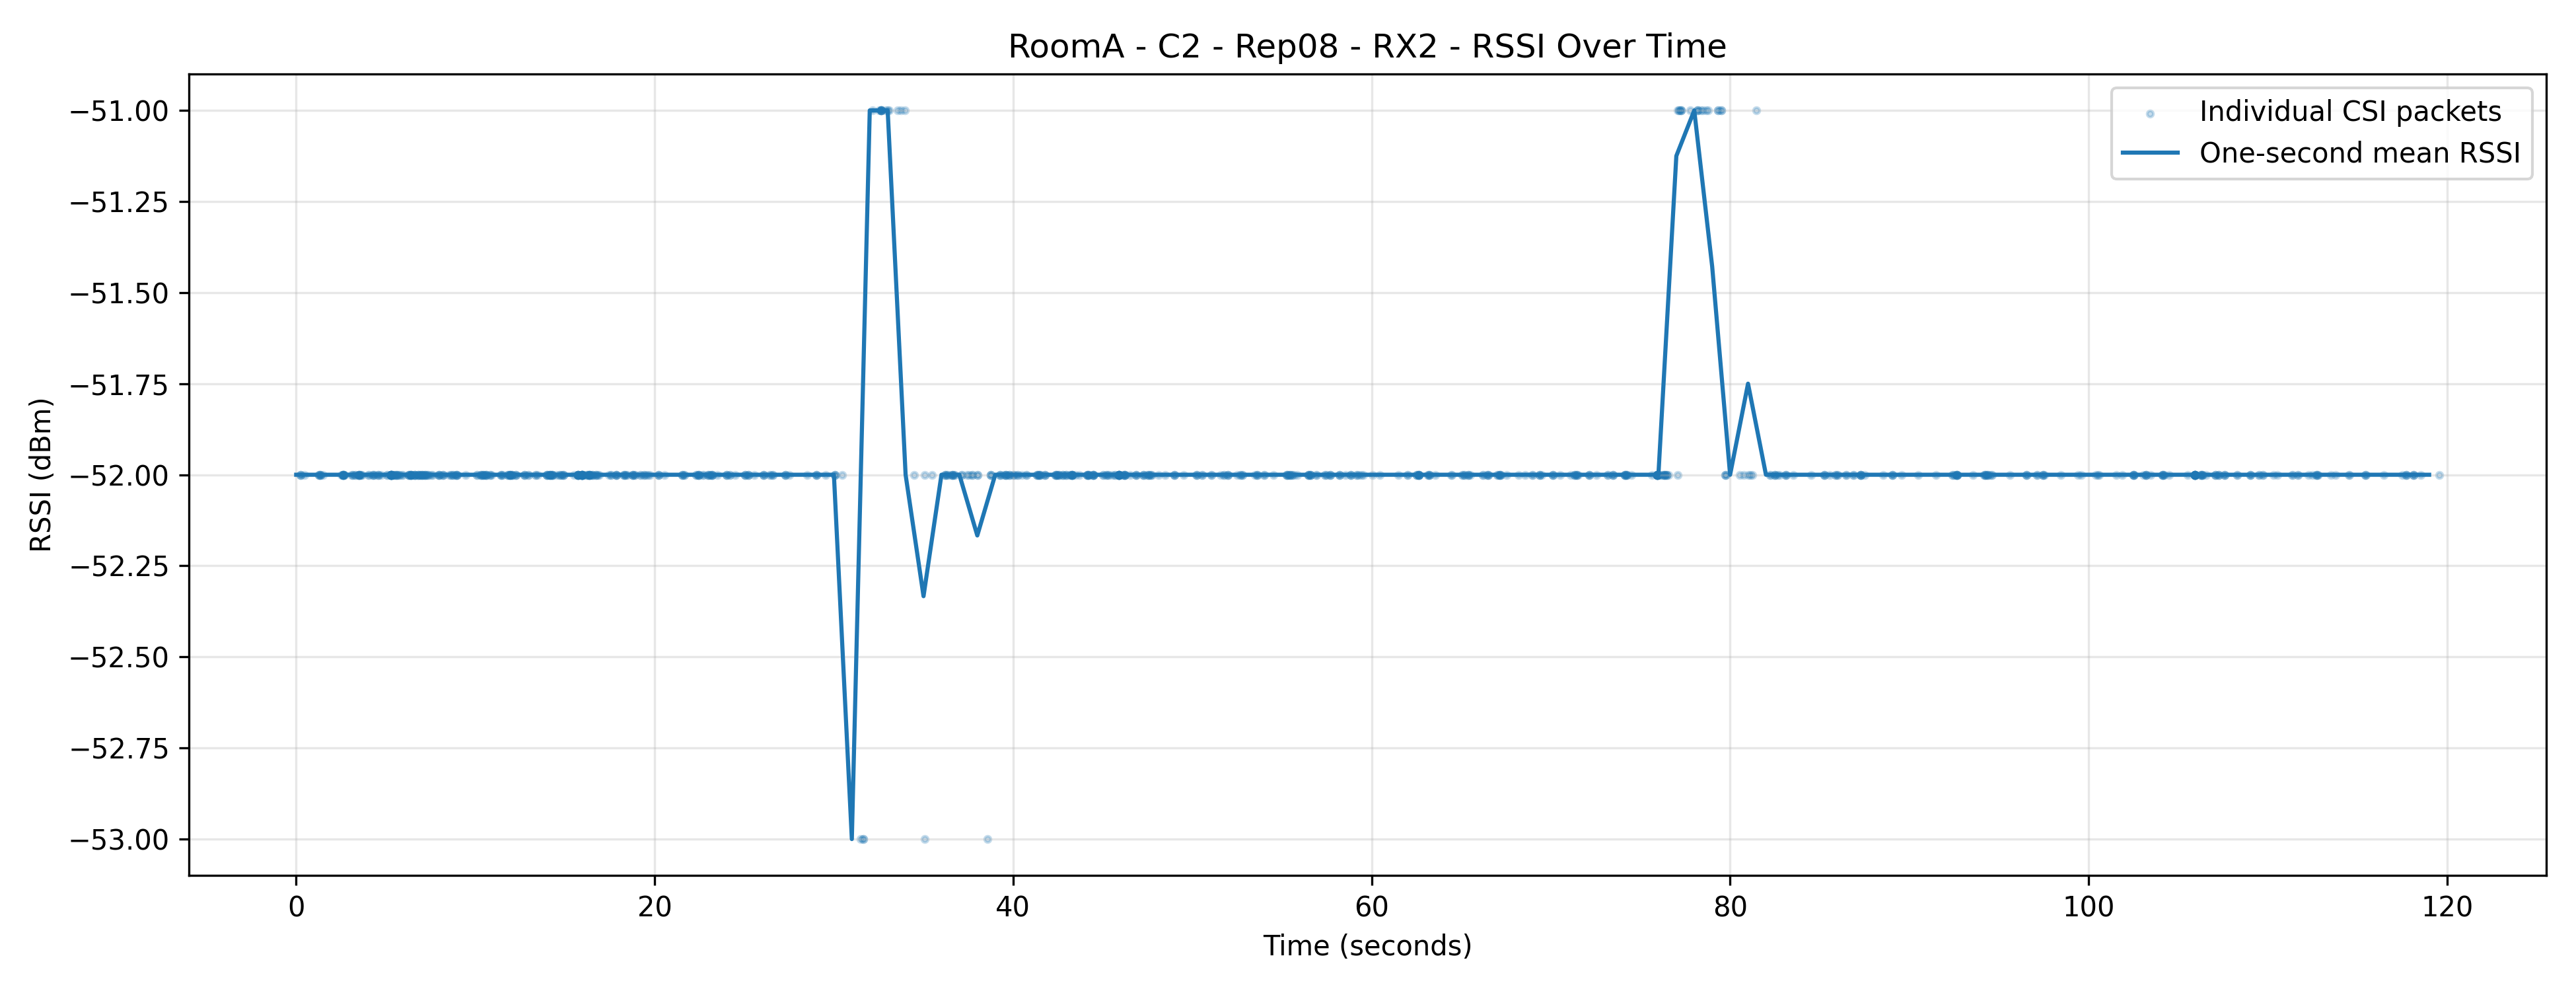 RoomA - C2 - Rep08 - RX2 - RSSI Over Time
Individual CSI packets
One-second mean RSSI
RSSI (dBm)
−51.00
−51.25
−51.50
−51.75
−52.00
−52.25
−52.50
−52.75
−53.00
0 20 40 60 80 100 120
Time (seconds)